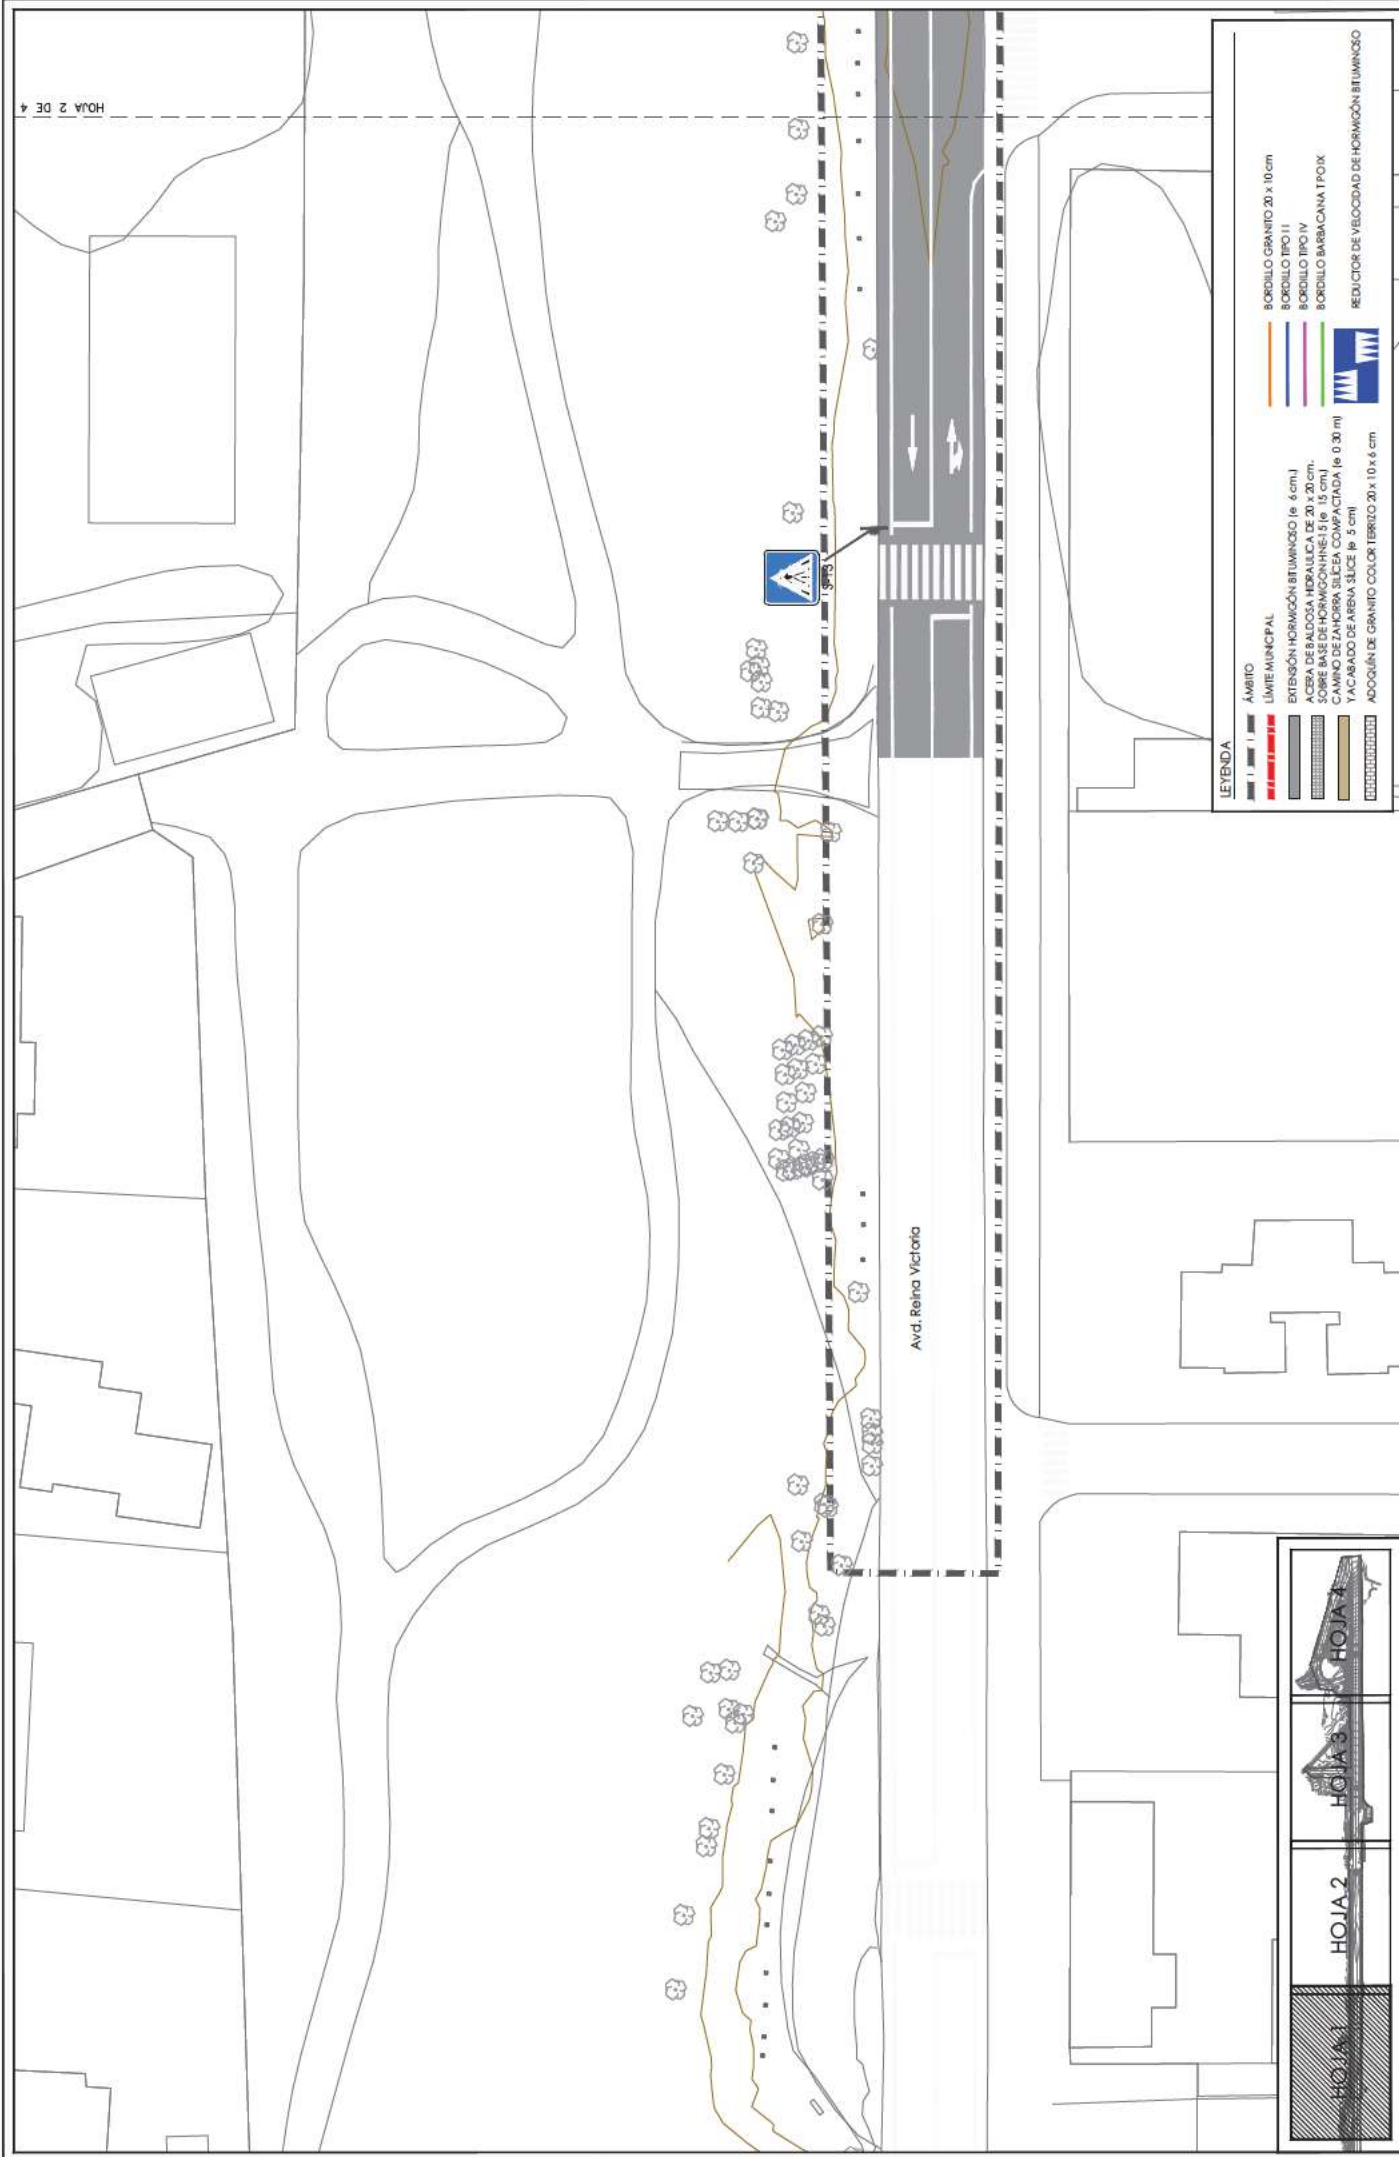 HOJA 2 DE 4
S-13
Avd. Reina Victoria
LEYENDA
ÁMBITO
LÍMITE MUNICIPAL
EXTENSIÓN HORMIGÓN BITUMINOSO (e 6 cm.)
ACERA DE BALDOSA HIDRAULICA DE 20 x 20 cm.
SOBRE BASE DE HORMIGON HNE-15 (e 15 cm.)
CAMINO DE ZAHORRA SILÍCEA COMPACTADA (e 0 30 m)
Y ACABADO DE ARENA SÍLICE (e 5 cm)
ADOQUÍN DE GRANITO COLOR TERRIZO 20 x 10 x 6 cm
BORDILLO GRANITO 20 x 10 cm
BORDILLO TIPO II
BORDILLO TIPO IV
BORDILLO BARBACANA TPO IX
REDUCTOR DE VELOCIDAD DE HORMIGÓN BITUMINOSO
HOJA 1
HOJA 2
HOJA 3
HOJA 4